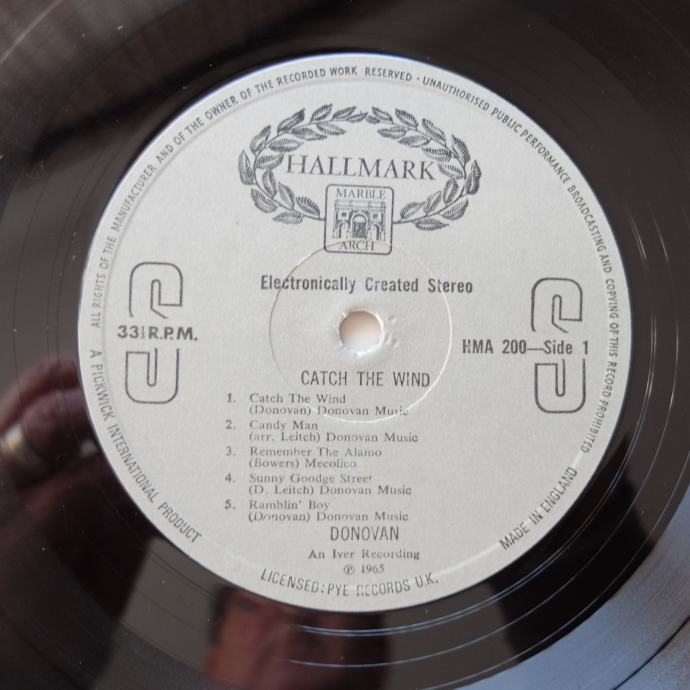 ALL RIGHTS OF THE MANUFACTURER AND OF THE OWNER OF THE RECORDED WORK RESERVED · UNAUTHORISED PUBLIC PERFORMANCE BROADCASTING AND COPYING OF THIS RECORD PROHIBITED
HALLMARK
MARBLE
ARCH
Electronically Created Stereo
33⅓ R.P.M.
HMA 200—Side 1
CATCH THE WIND
1. Catch The Wind
(Donovan) Donovan Music
2. Candy Man
(arr. Leitch) Donovan Music
3. Remember The Alamo
(Bowers) Mecolico
4. Sunny Goodge Street
(D. Leitch) Donovan Music
5. Ramblin' Boy
(Donovan) Donovan Music
DONOVAN
An Iver Recording
℗ 1965
A PICKWICK INTERNATIONAL PRODUCT
LICENSED: PYE RECORDS U.K.
MADE IN ENGLAND